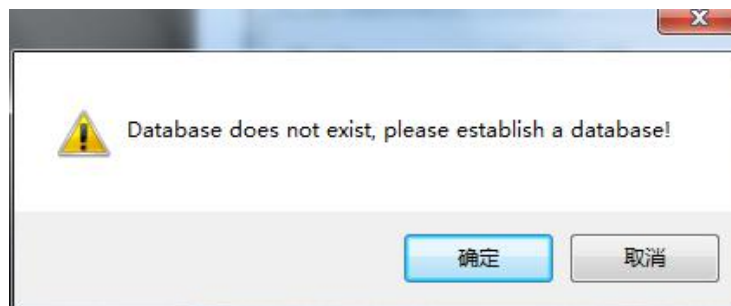 Database does not exist, please establish a database!
确定
取消